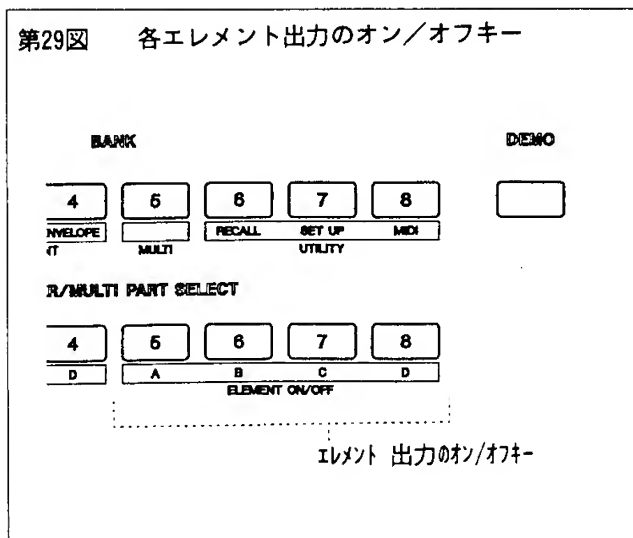 第29図 各エレメント出力のオン／オフキー
BANK DEMO
4 5 6 7 8
NVELOPE RECALL SET UP MIDI
NT MULTI UTILITY
R/MULTI PART SELECT
4 5 6 7 8
D A B C D
ELEMENT ON/OFF
エレメント 出力のオン/オフキー